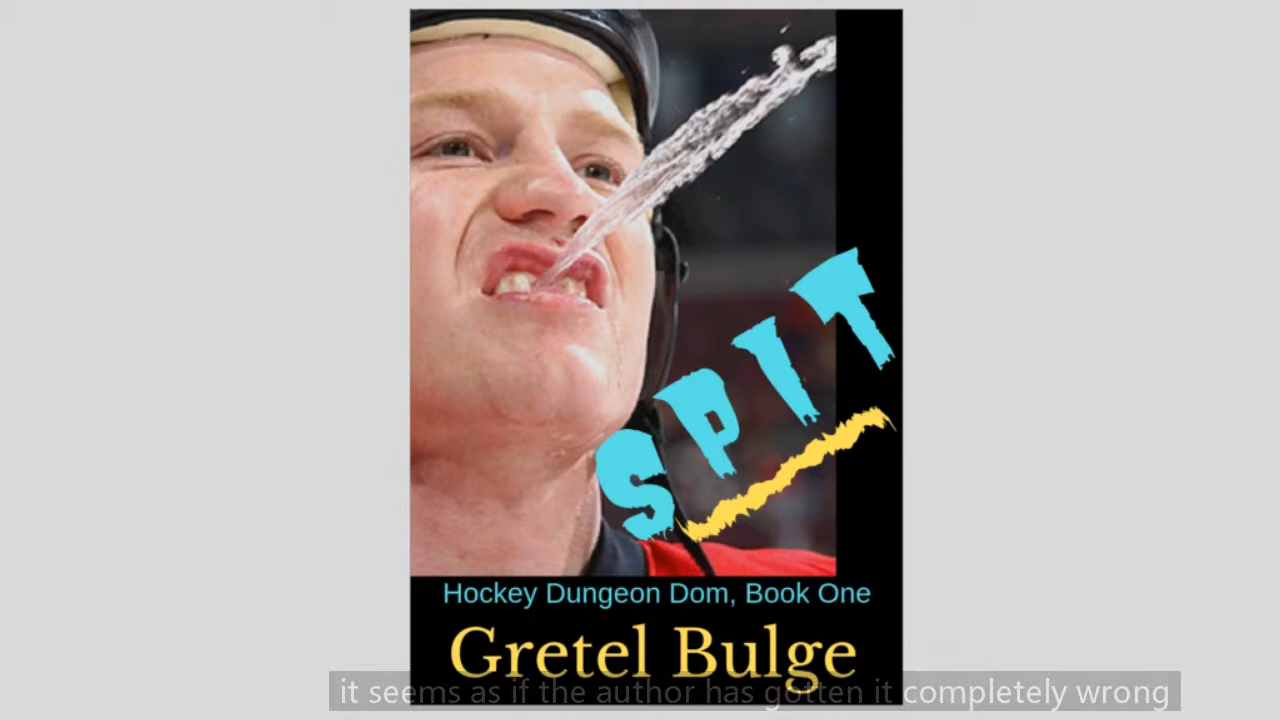 SPIT
Hockey Dungeon Dom, Book One
Gretel Bulge
it seems as if the author has gotten it completely wrong